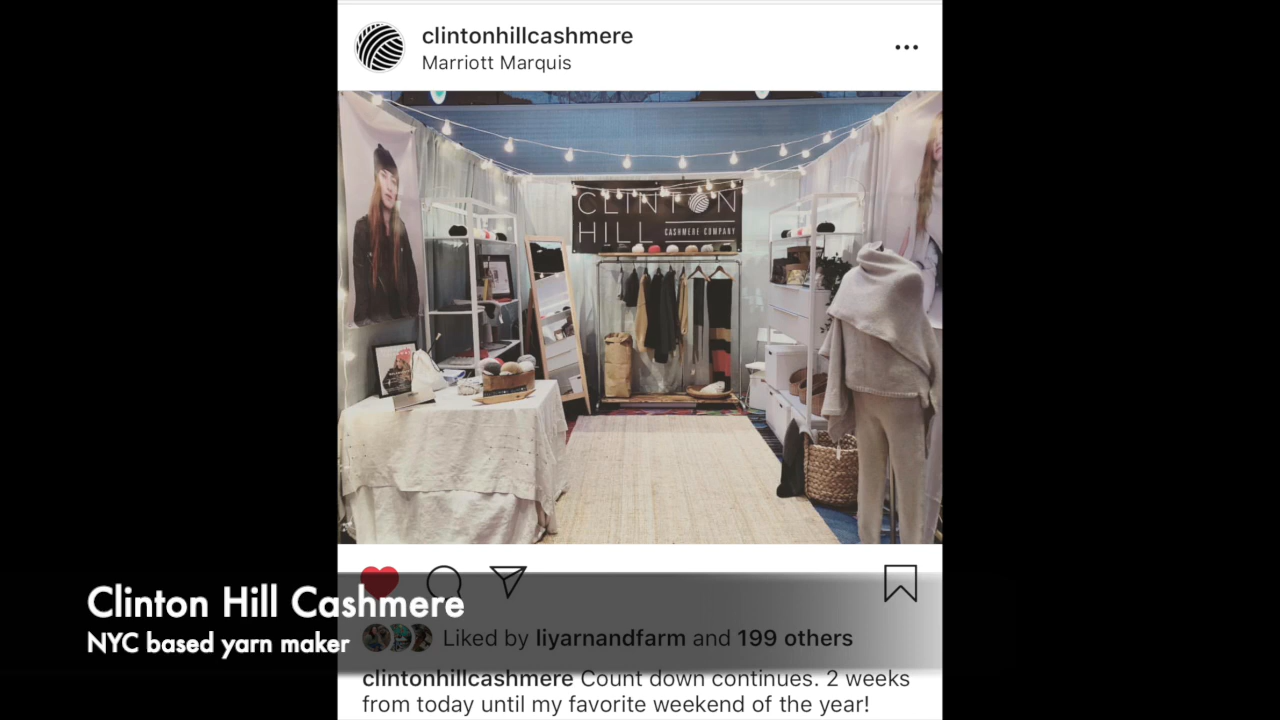 clintonhillcashmere
Marriott Marquis
CLINTON
HILL
CASHMERE COMPANY
Clinton Hill Cashmere
NYC based yarn maker
Liked by liyarnandfarm and 199 others
clintonhillcashmere Count down continues. 2 weeks
from today until my favorite weekend of the year!